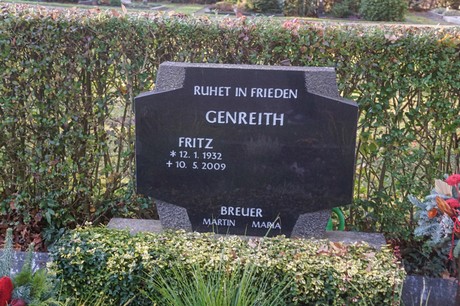 RUHET IN FRIEDEN
GENREITH
FRITZ
* 12. 1. 1932
+ 10. 5. 2009
BREUER
MARTIN MARIA